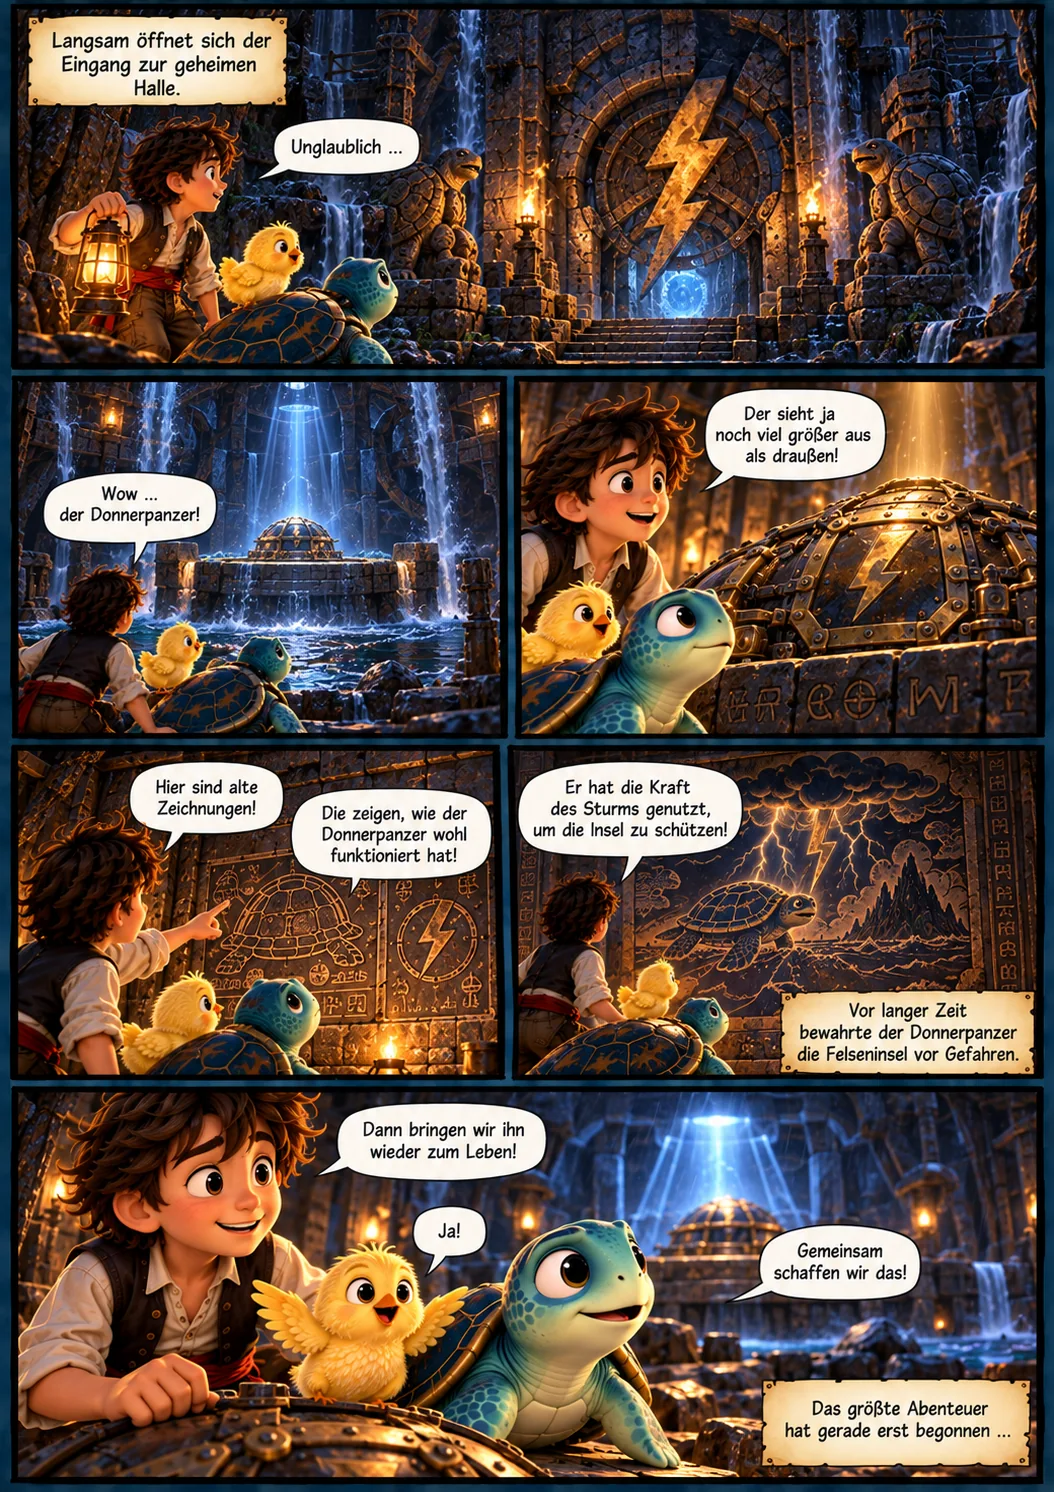 Langsam öffnet sich der
Eingang zur geheimen
Halle.
Unglaublich ...
Wow ...
der Donnerpanzer!
Der sieht ja
noch viel größer aus
als draußen!
Hier sind alte
Zeichnungen!
Die zeigen, wie der
Donnerpanzer wohl
funktioniert hat!
Er hat die Kraft
des Sturms genutzt,
um die Insel zu schützen!
Vor langer Zeit
bewahrte der Donnerpanzer
die Felseninsel vor Gefahren.
Dann bringen wir ihn
wieder zum Leben!
Ja!
Gemeinsam
schaffen wir das!
Das größte Abenteuer
hat gerade erst begonnen ...